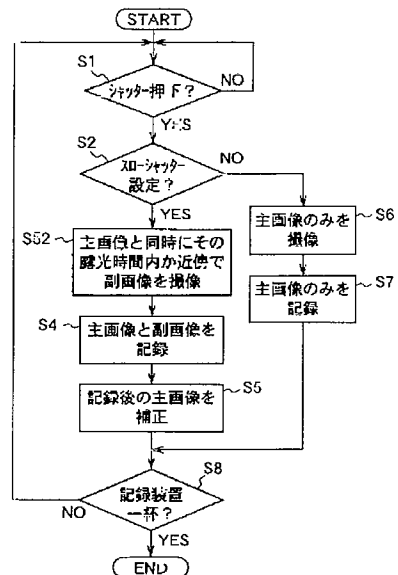 START
S1
シャッター押下?
NO
YES
S2
スローシャッター
設定?
NO
YES
S52
主画像と同時にその
露光時間内か近傍で
副画像を撮像
S6
主画像のみを
撮像
S4
主画像と副画像を
記録
S7
主画像のみを
記録
S5
記録後の主画像を
補正
S8
記録装置
一杯?
NO
YES
END